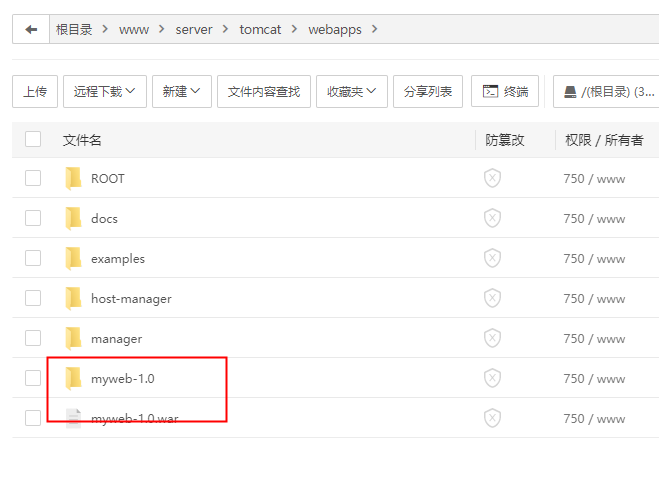 根目录 > www > server > tomcat > webapps >
上传 远程下载 新建 文件内容查找 收藏夹 分享列表 终端 /(根目录) (3...
文件名 防篡改 权限 / 所有者
ROOT 750 / www
docs 750 / www
examples 750 / www
host-manager 750 / www
manager 750 / www
myweb-1.0 750 / www
myweb-1.0.war 750 / www